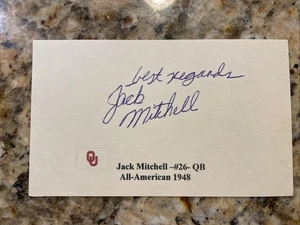 best regards
Jack
Mitchell
OU
Jack Mitchell –#26- QB
All-American 1948